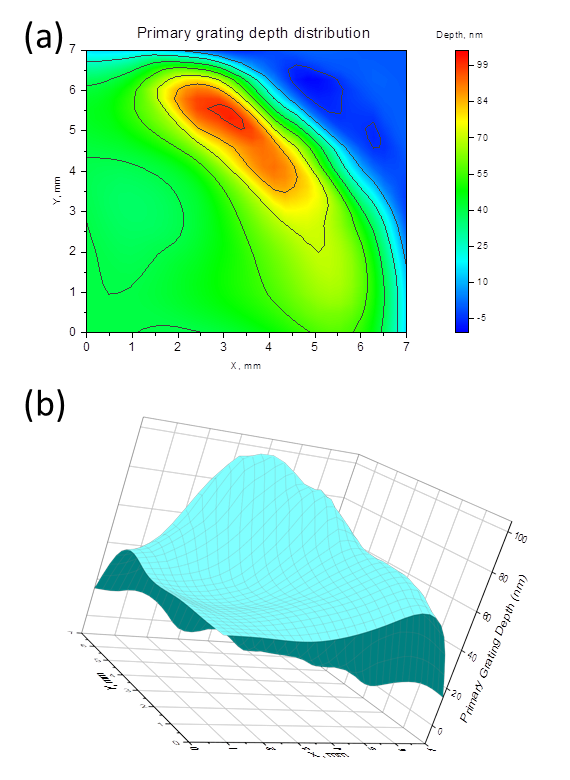 (a)
Primary grating depth distribution
Depth, nm
7
6
5
4
3
2
1
0
Y, mm
0 1 2 3 4 5 6 7
X, mm
99
84
70
55
40
25
10
-5
(b)
100
80
60
40
20
0
Primary Grating Depth (nm)